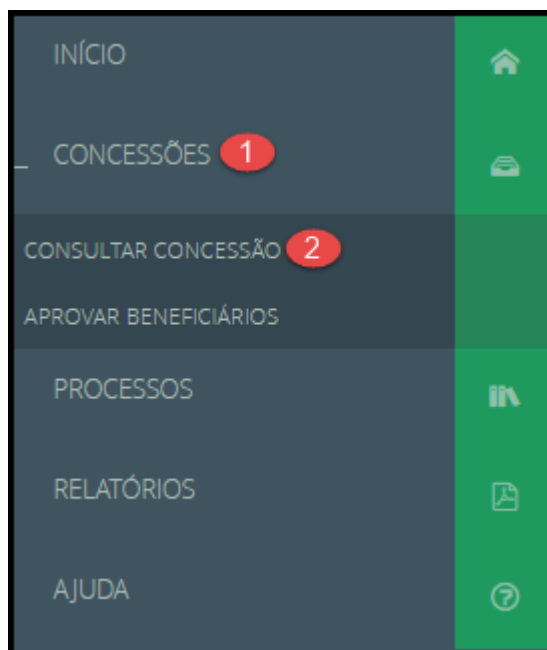 INÍCIO
CONCESSÕES 1
CONSULTAR CONCESSÃO 2
APROVAR BENEFICIÁRIOS
PROCESSOS
RELATÓRIOS
AJUDA